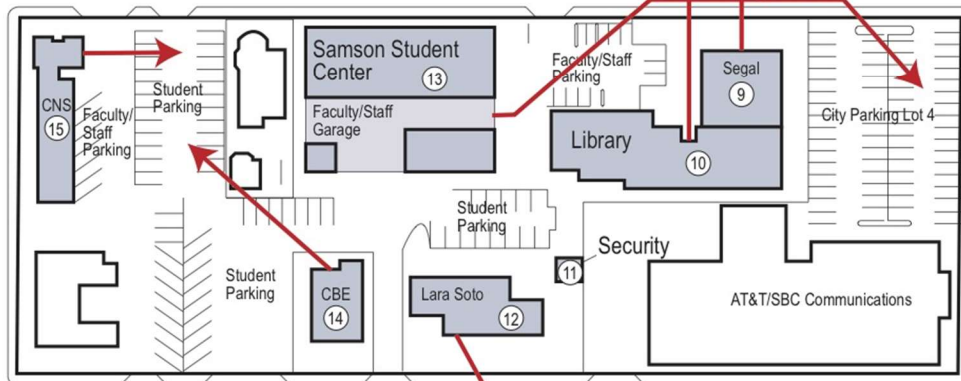 Samson Student
Center
13
Faculty/Staff
Garage
Faculty/Staff
Parking
Segal
9
City Parking Lot 4
Library
10
CNS
15
Faculty/
Staff
Parking
Student
Parking
Student
Parking
Security
11
Student
Parking
CBE
14
Lara Soto
12
AT&T/SBC Communications